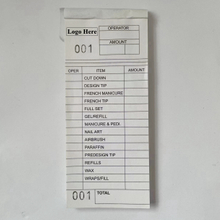 Logo Here
OPERATOR
001
AMOUNT
OPER ITEM AMOUNT
CUT DOWN
DESIGN TIP
FRENCH MANICURE
FRENCH TIP
FULL SET
GEL/REFILL
MANICURE & PEDI
NAIL ART
AIRBRUSH
PARAFFIN
PREDESIGN TIP
REFILLS
WAX
WRAPS/FILL
001 TOTAL